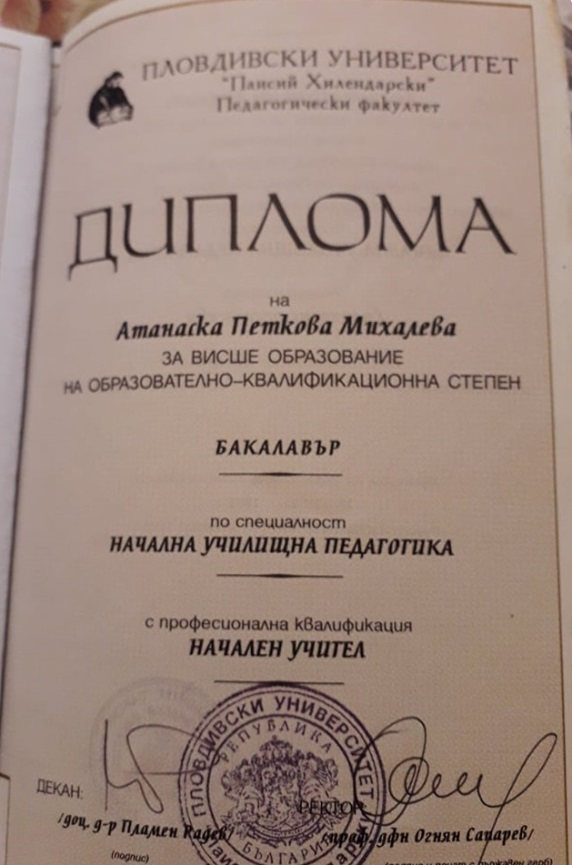 ПЛОВДИВСКИ УНИВЕРСИТЕТ
"Паисий Хилендарски"
Педагогически факултет
ДИПЛОМА
на
Атанаска Петкова Михалева
ЗА ВИСШЕ ОБРАЗОВАНИЕ
НА ОБРАЗОВАТЕЛНО–КВАЛИФИКАЦИОННА СТЕПЕН
БАКАЛАВЪР
по специалност
НАЧАЛНА УЧИЛИЩНА ПЕДАГОГИКА
с професионална квалификация
НАЧАЛЕН УЧИТЕЛ
ПЛОВДИВСКИ УНИВЕРСИТЕТ
РЕПУБЛИКА
БЪЛГАРИЯ
ДЕКАН:
РЕКТОР
/доц. д-р Пламен Радев/
/проф. дфн Огнян Сапарев/
(подпис)